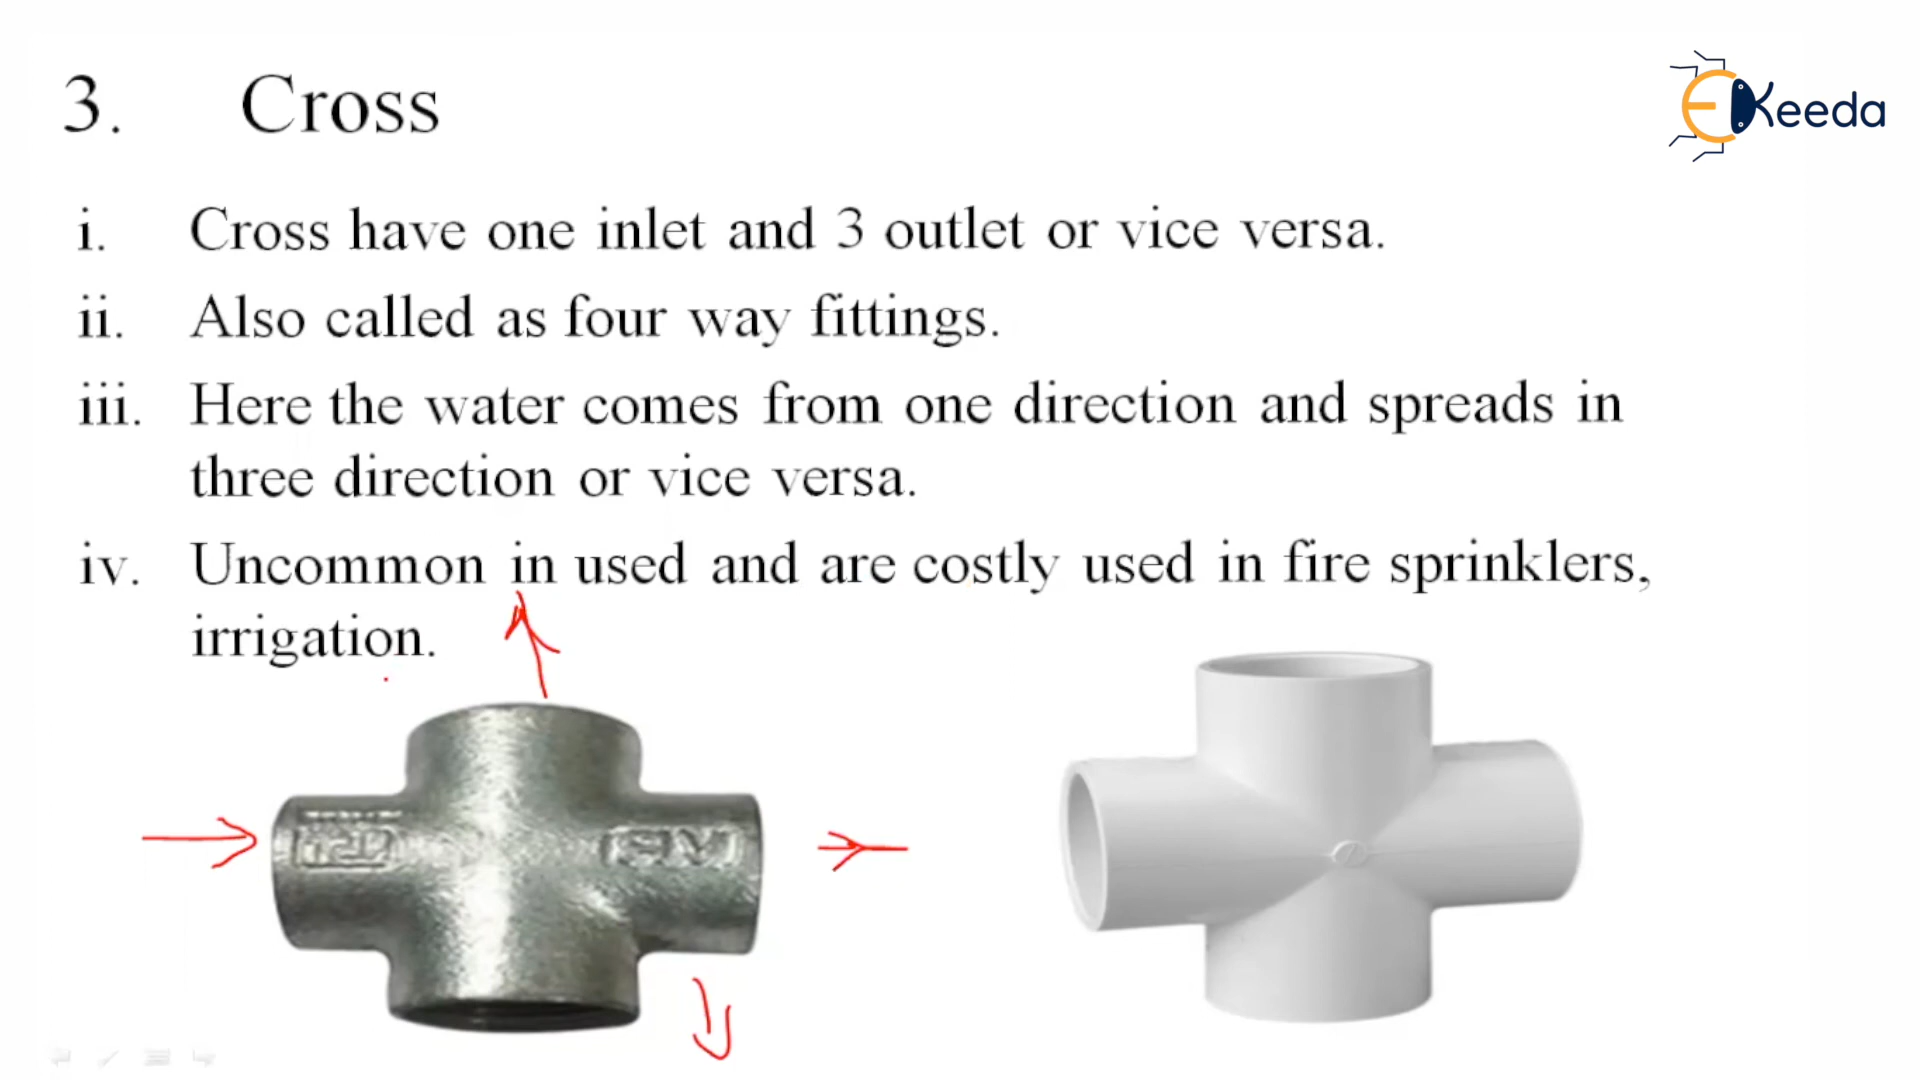 3. Cross
EKeeda
i. Cross have one inlet and 3 outlet or vice versa.
ii. Also called as four way fittings.
iii. Here the water comes from one direction and spreads in
three direction or vice versa.
iv. Uncommon in used and are costly used in fire sprinklers,
irrigation.